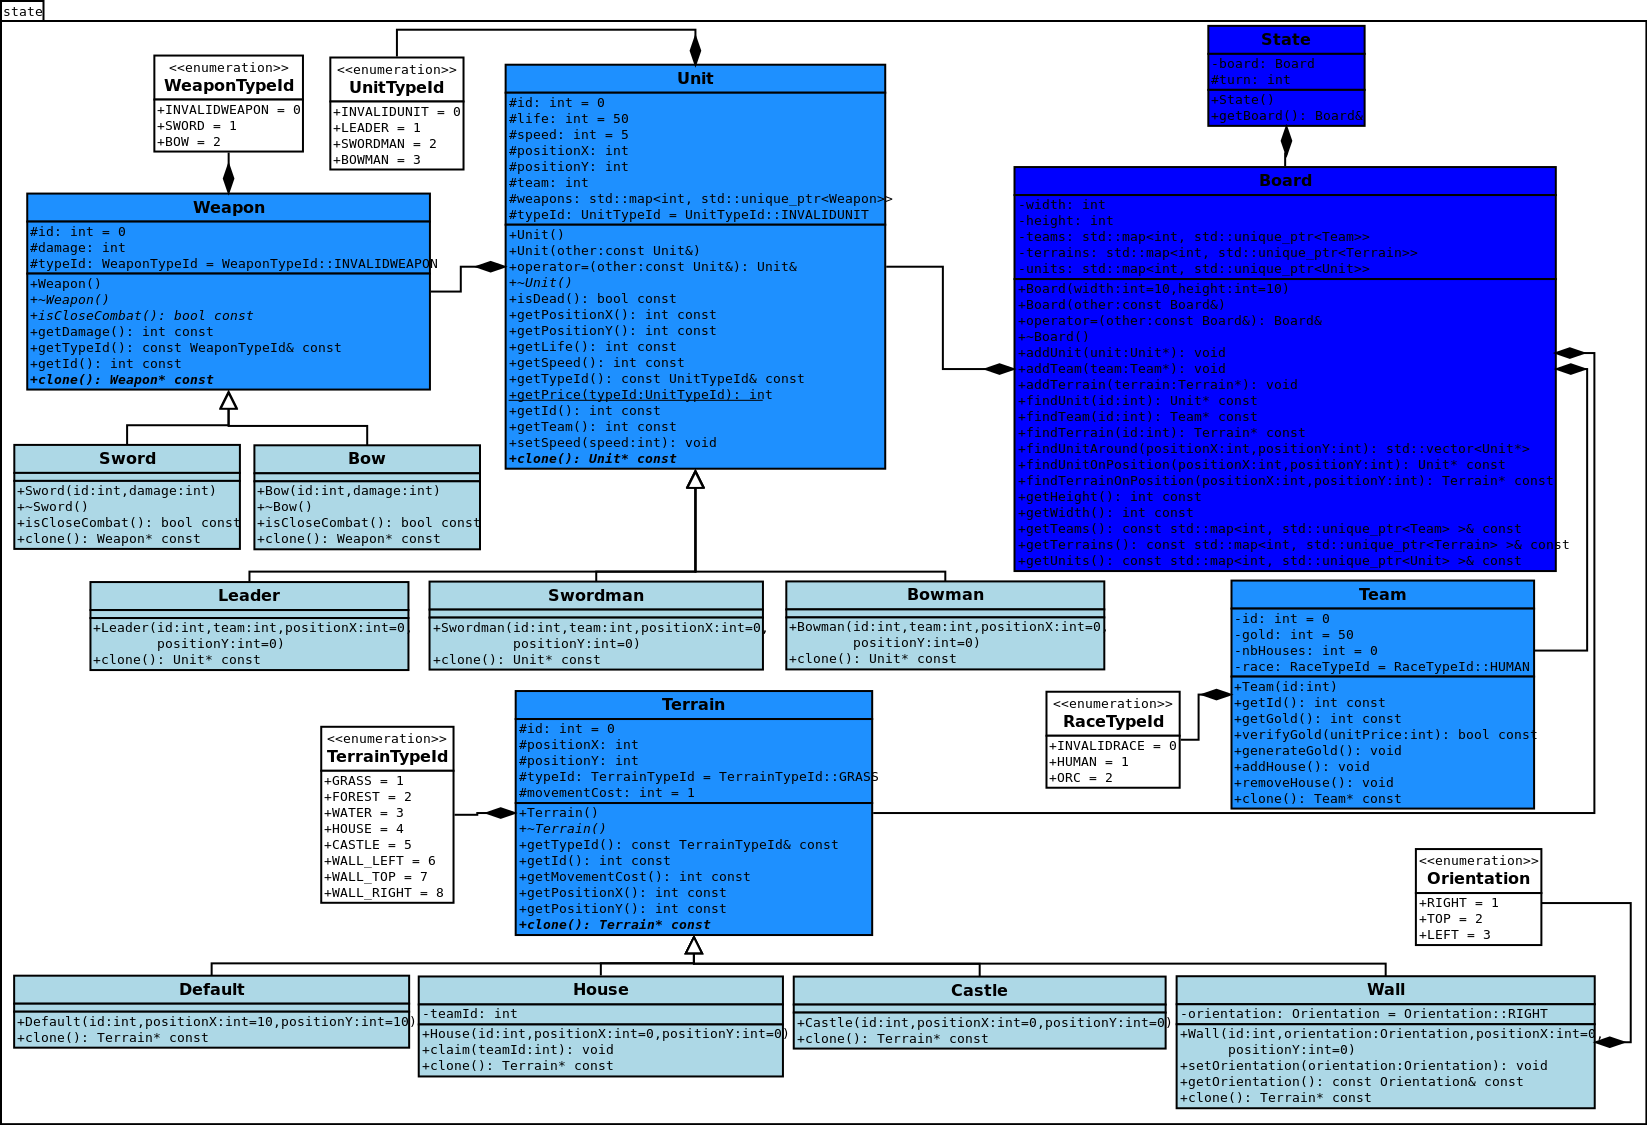 state
<<enumeration>>
WeaponTypeId
+INVALIDWEAPON = 0
+SWORD = 1
+BOW = 2
<<enumeration>>
UnitTypeId
+INVALIDUNIT = 0
+LEADER = 1
+SWORDMAN = 2
+BOWMAN = 3
Unit
#id: int = 0
#life: int = 50
#speed: int = 5
#positionX: int
#positionY: int
#team: int
#weapons: std::map<int, std::unique_ptr<Weapon>>
#typeId: UnitTypeId = UnitTypeId::INVALIDUNIT
+Unit()
+Unit(other:const Unit&)
+operator=(other:const Unit&): Unit&
+~Unit()
+isDead(): bool const
+getPositionX(): int const
+getPositionY(): int const
+getLife(): int const
+getSpeed(): int const
+getTypeId(): const UnitTypeId& const
+getPrice(typeId:UnitTypeId): int
+getId(): int const
+getTeam(): int const
+setSpeed(speed:int): void
+clone(): Unit* const
State
-board: Board
#turn: int
+State()
+getBoard(): Board&
Board
-width: int
-height: int
-teams: std::map<int, std::unique_ptr<Team>>
-terrains: std::map<int, std::unique_ptr<Terrain>>
-units: std::map<int, std::unique_ptr<Unit>>
+Board(width:int=10,height:int=10)
+Board(other:const Board&)
+operator=(other:const Board&): Board&
+~Board()
+addUnit(unit:Unit*): void
+addTeam(team:Team*): void
+addTerrain(terrain:Terrain*): void
+findUnit(id:int): Unit* const
+findTeam(id:int): Team* const
+findTerrain(id:int): Terrain* const
+findUnitAround(positionX:int,positionY:int): std::vector<Unit*>
+findUnitOnPosition(positionX:int,positionY:int): Unit* const
+findTerrainOnPosition(positionX:int,positionY:int): Terrain* const
+getHeight(): int const
+getWidth(): int const
+getTeams(): const std::map<int, std::unique_ptr<Team> >& const
+getTerrains(): const std::map<int, std::unique_ptr<Terrain> >& const
+getUnits(): const std::map<int, std::unique_ptr<Unit> >& const
Weapon
#id: int = 0
#damage: int
#typeId: WeaponTypeId = WeaponTypeId::INVALIDWEAPON
+Weapon()
+~Weapon()
+isCloseCombat(): bool const
+getDamage(): int const
+getTypeId(): const WeaponTypeId& const
+getId(): int const
+clone(): Weapon* const
Sword
+Sword(id:int,damage:int)
+~Sword()
+isCloseCombat(): bool const
+clone(): Weapon* const
Bow
+Bow(id:int,damage:int)
+~Bow()
+isCloseCombat(): bool const
+clone(): Weapon* const
Leader
+Leader(id:int,team:int,positionX:int=0,
positionY:int=0)
+clone(): Unit* const
Swordman
+Swordman(id:int,team:int,positionX:int=0,
positionY:int=0)
+clone(): Unit* const
Bowman
+Bowman(id:int,team:int,positionX:int=0,
positionY:int=0)
+clone(): Unit* const
Team
-id: int = 0
-gold: int = 50
-nbHouses: int = 0
-race: RaceTypeId = RaceTypeId::HUMAN
+Team(id:int)
+getId(): int const
+getGold(): int const
+verifyGold(unitPrice:int): bool const
+generateGold(): void
+addHouse(): void
+removeHouse(): void
+clone(): Team* const
<<enumeration>>
RaceTypeId
+INVALIDRACE = 0
+HUMAN = 1
+ORC = 2
<<enumeration>>
TerrainTypeId
+GRASS = 1
+FOREST = 2
+WATER = 3
+HOUSE = 4
+CASTLE = 5
+WALL_LEFT = 6
+WALL_TOP = 7
+WALL_RIGHT = 8
Terrain
#id: int = 0
#positionX: int
#positionY: int
#typeId: TerrainTypeId = TerrainTypeId::GRASS
#movementCost: int = 1
+Terrain()
+~Terrain()
+getTypeId(): const TerrainTypeId& const
+getId(): int const
+getMovementCost(): int const
+getPositionX(): int const
+getPositionY(): int const
+clone(): Terrain* const
<<enumeration>>
Orientation
+RIGHT = 1
+TOP = 2
+LEFT = 3
Default
+Default(id:int,positionX:int=10,positionY:int=10)
+clone(): Terrain* const
House
-teamId: int
+House(id:int,positionX:int=0,positionY:int=0)
+claim(teamId:int): void
+clone(): Terrain* const
Castle
+Castle(id:int,positionX:int=0,positionY:int=0)
+clone(): Terrain* const
Wall
-orientation: Orientation = Orientation::RIGHT
+Wall(id:int,orientation:Orientation,positionX:int=0,
positionY:int=0)
+setOrientation(orientation:Orientation): void
+getOrientation(): const Orientation& const
+clone(): Terrain* const